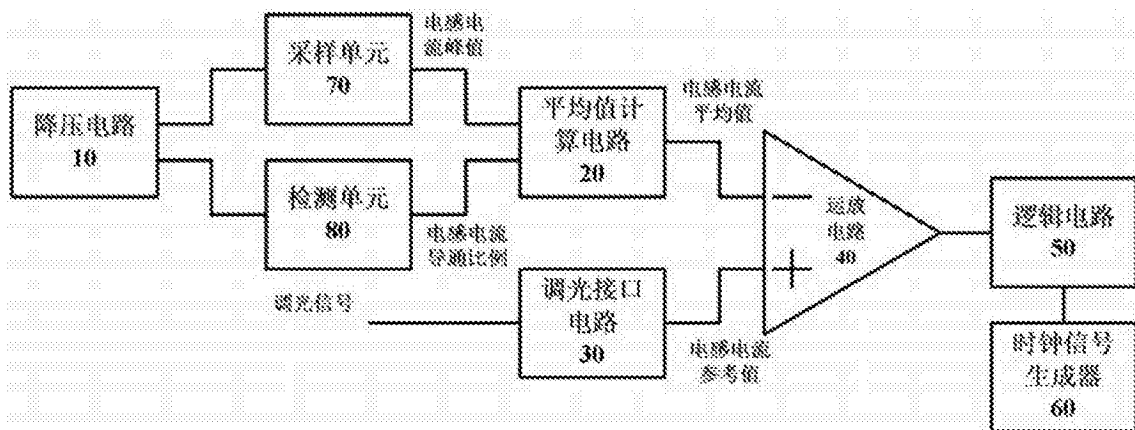 电感电
流峰值
采样单元
70
降压电路
10
平均值计
算电路
20
电感电流
平均值
检测单元
80
电感电流
导通比例
运放
电路
40
逻辑电路
50
调光信号
调光接口
电路
30
电感电流
参考值
时钟信号
生成器
60